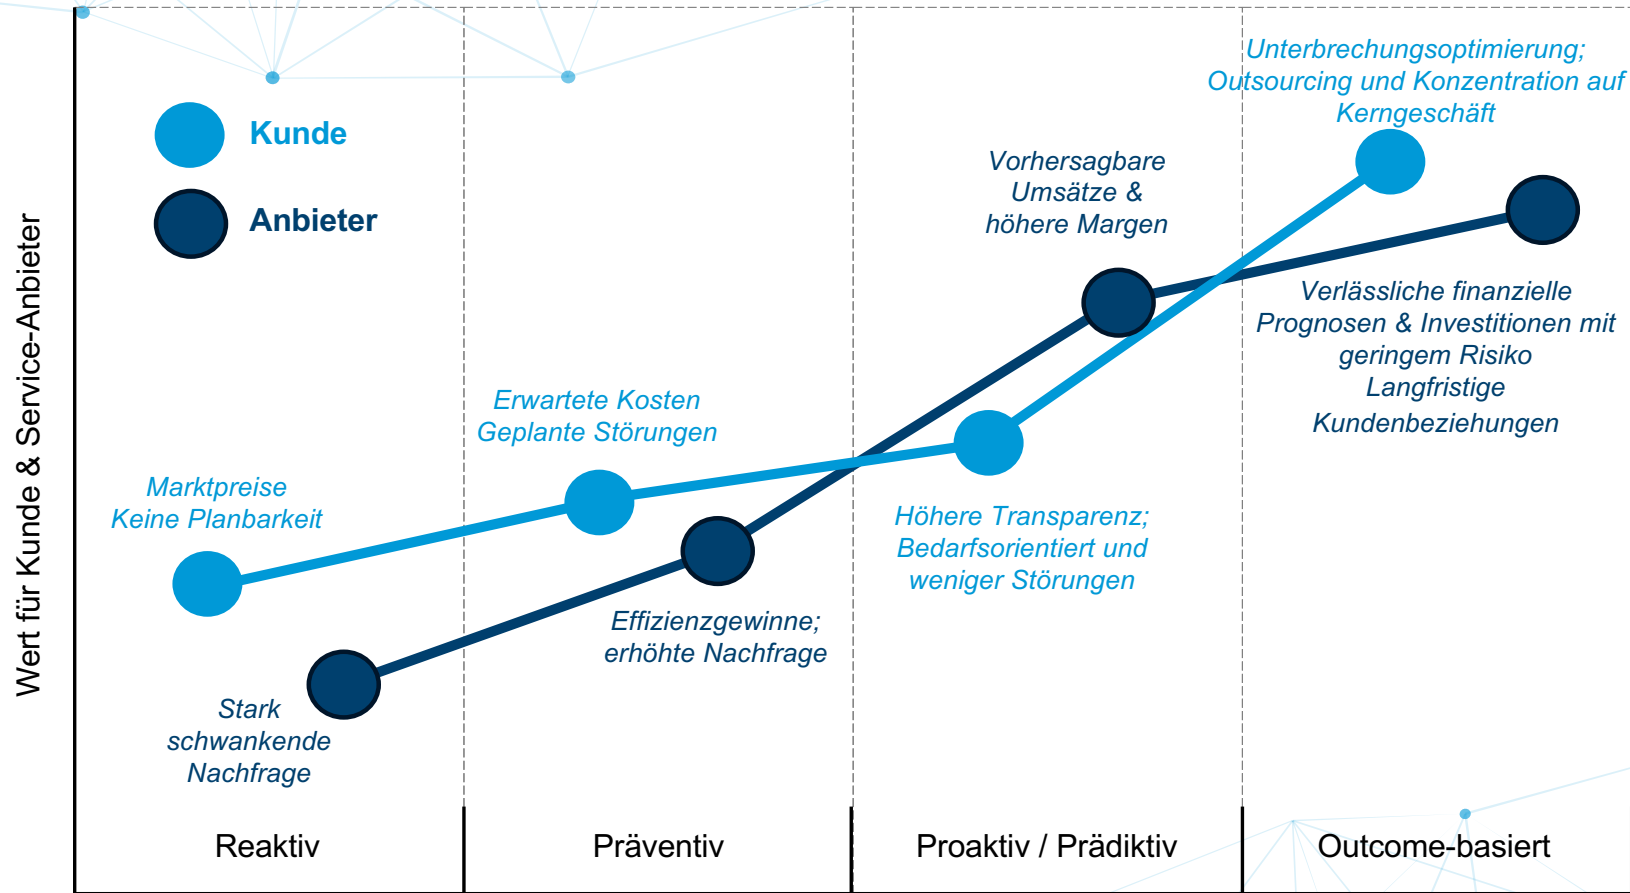 Wert für Kunde & Service-Anbieter
Kunde
Anbieter
Marktpreise
Keine Planbarkeit
Stark
schwankende
Nachfrage
Erwartete Kosten
Geplante Störungen
Effizienzgewinne;
erhöhte Nachfrage
Vorhersagbare
Umsätze &
höhere Margen
Höhere Transparenz;
Bedarfsorientiert und
weniger Störungen
Unterbrechungsoptimierung;
Outsourcing und Konzentration auf
Kerngeschäft
Verlässliche finanzielle
Prognosen & Investitionen mit
geringem Risiko
Langfristige
Kundenbeziehungen
Reaktiv
Präventiv
Proaktiv / Prädiktiv
Outcome-basiert